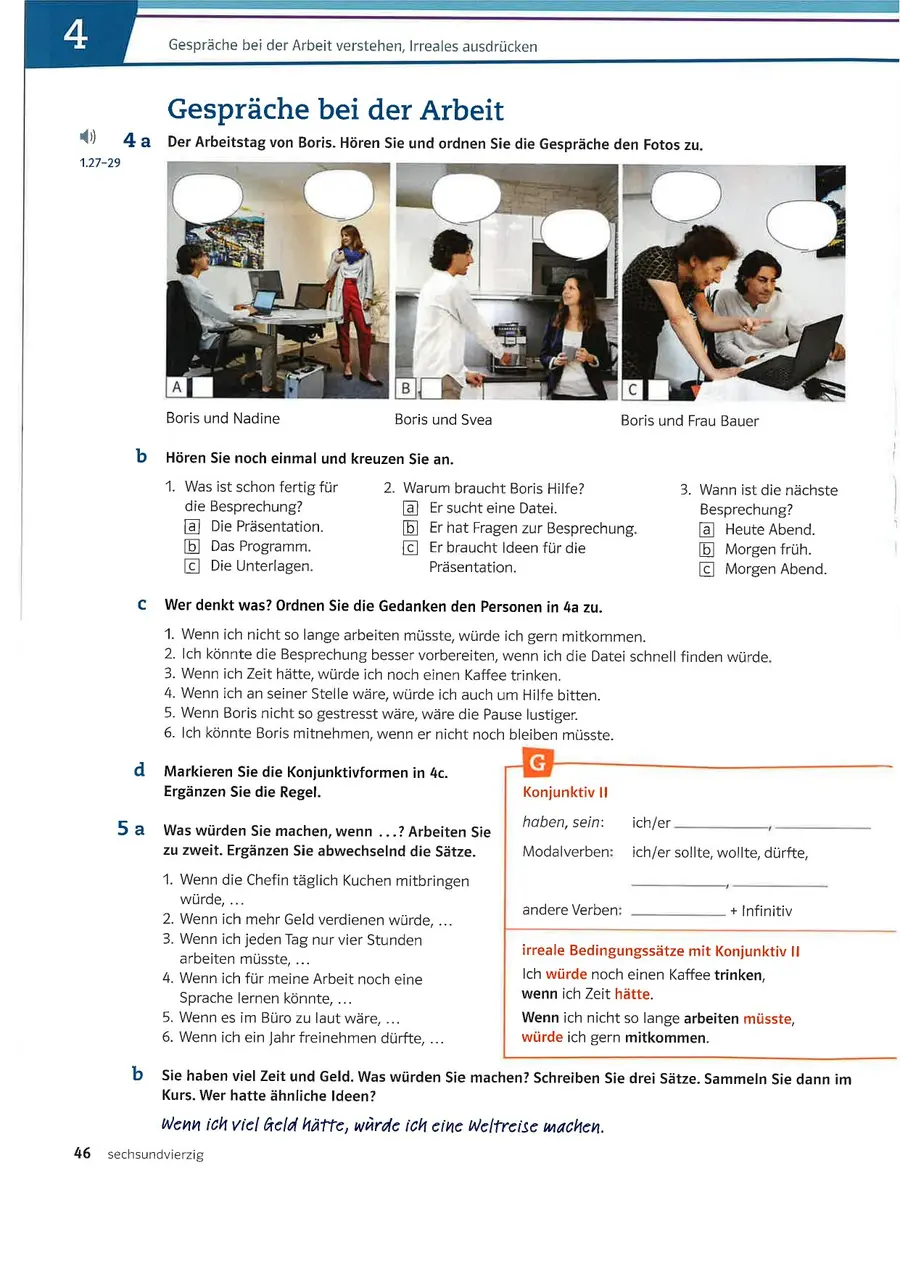 4
Gespräche bei der Arbeit verstehen, Irreales ausdrücken
Gespräche bei der Arbeit
4 a Der Arbeitstag von Boris. Hören Sie und ordnen Sie die Gespräche den Fotos zu.
1.27–29
A
B
C
Boris und Nadine
Boris und Svea
Boris und Frau Bauer
b Hören Sie noch einmal und kreuzen Sie an.
1. Was ist schon fertig für
die Besprechung?
a Die Präsentation.
b Das Programm.
c Die Unterlagen.
2. Warum braucht Boris Hilfe?
a Er sucht eine Datei.
b Er hat Fragen zur Besprechung.
c Er braucht Ideen für die
Präsentation.
3. Wann ist die nächste
Besprechung?
a Heute Abend.
b Morgen früh.
c Morgen Abend.
c Wer denkt was? Ordnen Sie die Gedanken den Personen in 4a zu.
1. Wenn ich nicht so lange arbeiten müsste, würde ich gern mitkommen.
2. Ich könnte die Besprechung besser vorbereiten, wenn ich die Datei schnell finden würde.
3. Wenn ich Zeit hätte, würde ich noch einen Kaffee trinken.
4. Wenn ich an seiner Stelle wäre, würde ich auch um Hilfe bitten.
5. Wenn Boris nicht so gestresst wäre, wäre die Pause lustiger.
6. Ich könnte Boris mitnehmen, wenn er nicht noch bleiben müsste.
d Markieren Sie die Konjunktivformen in 4c.
Ergänzen Sie die Regel.
5 a Was würden Sie machen, wenn ...? Arbeiten Sie
zu zweit. Ergänzen Sie abwechselnd die Sätze.
1. Wenn die Chefin täglich Kuchen mitbringen
würde, ...
2. Wenn ich mehr Geld verdienen würde, ...
3. Wenn ich jeden Tag nur vier Stunden
arbeiten müsste, ...
4. Wenn ich für meine Arbeit noch eine
Sprache lernen könnte, ...
5. Wenn es im Büro zu laut wäre, ...
6. Wenn ich ein Jahr freinehmen dürfte, ...
G
Konjunktiv II
haben, sein: ich/er ___________, ___________
Modalverben: ich/er sollte, wollte, dürfte,
___________, ___________
andere Verben: ___________ + Infinitiv
irreale Bedingungssätze mit Konjunktiv II
Ich würde noch einen Kaffee trinken,
wenn ich Zeit hätte.
Wenn ich nicht so lange arbeiten müsste,
würde ich gern mitkommen.
b Sie haben viel Zeit und Geld. Was würden Sie machen? Schreiben Sie drei Sätze. Sammeln Sie dann im
Kurs. Wer hatte ähnliche Ideen?
Wenn ich viel Geld hätte, würde ich eine Weltreise machen.
46 sechsundvierzig